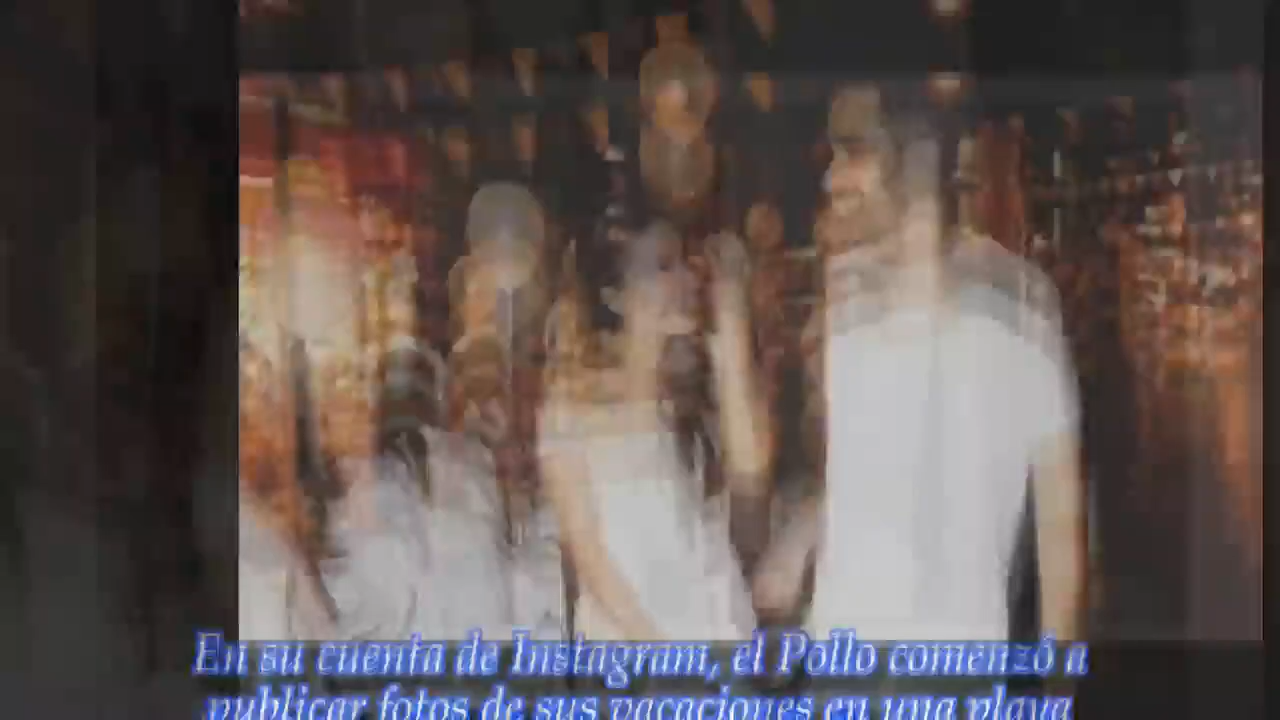 En su cuenta de Instagram, el Pollo comenzó a
publicar fotos de sus vacaciones en una playa